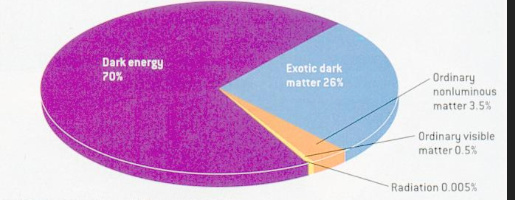 Dark energy
70%
Exotic dark
matter 26%
Ordinary
nonluminous
matter 3.5%
Ordinary visible
matter 0.5%
Radiation 0.005%